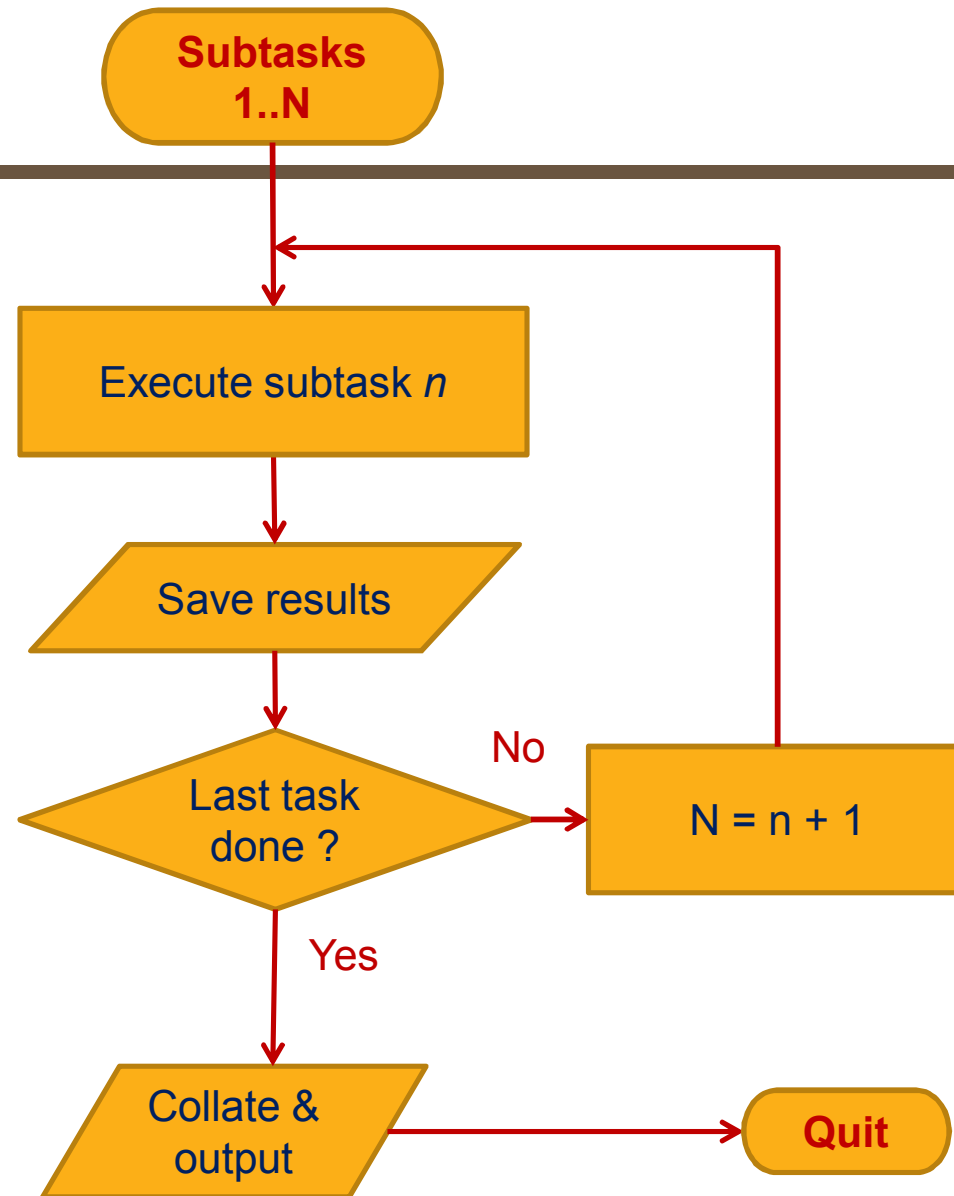 Subtasks
1..N
Execute subtask n
Save results
Last task
done ?
No
N = n + 1
Yes
Collate &
output
Quit